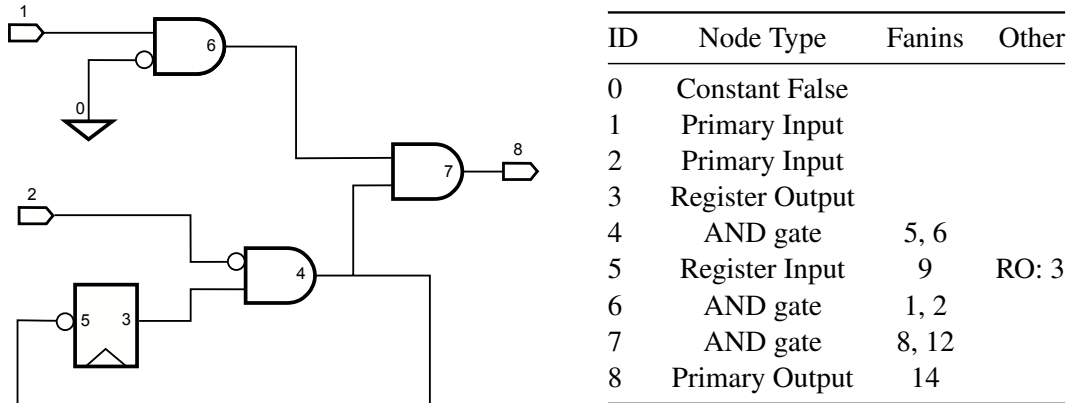 1
6
0
7
8
2
4
5
3
ID Node Type Fanins Other
0 Constant False
1 Primary Input
2 Primary Input
3 Register Output
4 AND gate 5, 6
5 Register Input 9 RO: 3
6 AND gate 1, 2
7 AND gate 8, 12
8 Primary Output 14